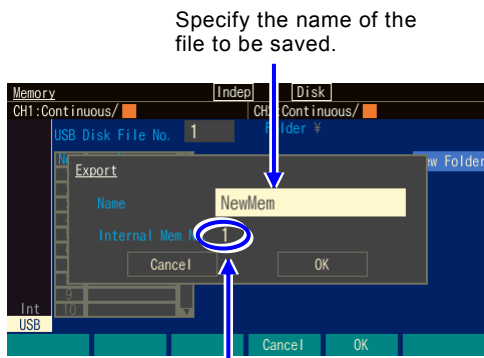 Specify the name of the
file to be saved.
Memory Indep Disk
CH1:Continuous/ CH2:Continuous/
USB Disk File No. 1 Folder ¥
New Folder
Export
Name NewMem
Internal Mem 1
Cancel OK
9
Int 10
USB
Cancel OK